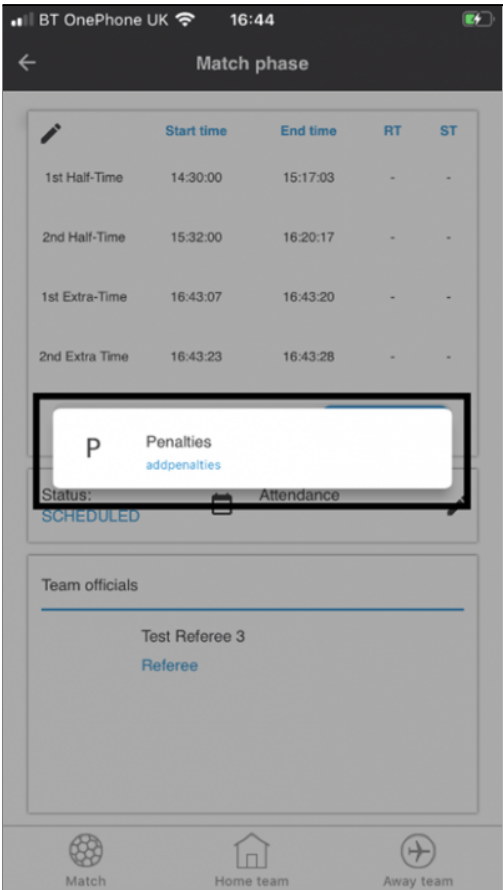 BT OnePhone UK 16:44
Match phase
Start time End time RT ST
1st Half-Time 14:30:00 15:17:03 - -
2nd Half-Time 15:32:00 16:20:17 - -
1st Extra-Time 16:43:07 16:43:20 - -
2nd Extra Time 16:43:23 16:43:28 - -
P Penalties
addpenalties
Status: Attendance
SCHEDULED
Team officials
Test Referee 3
Referee
Match Home team Away team